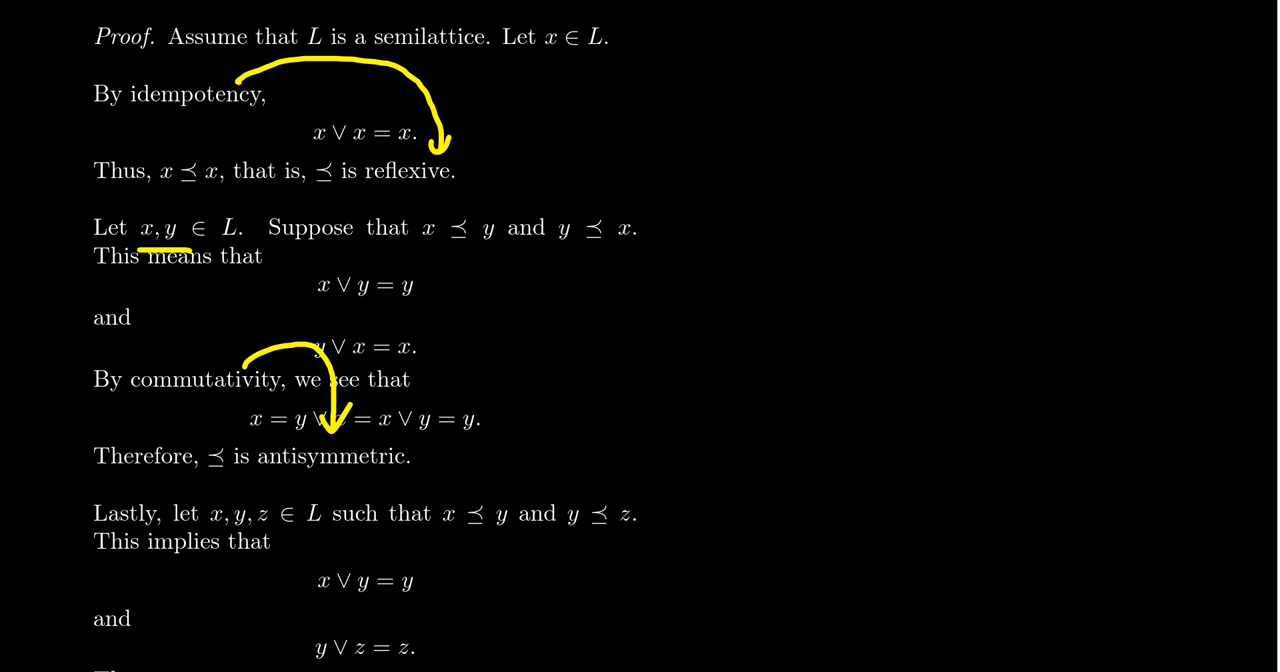 Proof. Assume that L is a semilattice. Let x ∈ L.
By idempotency,
x ∨ x = x.
Thus, x ⪯ x, that is, ⪯ is reflexive.
Let x, y ∈ L. Suppose that x ⪯ y and y ⪯ x.
This means that
x ∨ y = y
and
y ∨ x = x.
By commutativity, we see that
x = y ∨ x = x ∨ y = y.
Therefore, ⪯ is antisymmetric.
Lastly, let x, y, z ∈ L such that x ⪯ y and y ⪯ z.
This implies that
x ∨ y = y
and
y ∨ z = z.